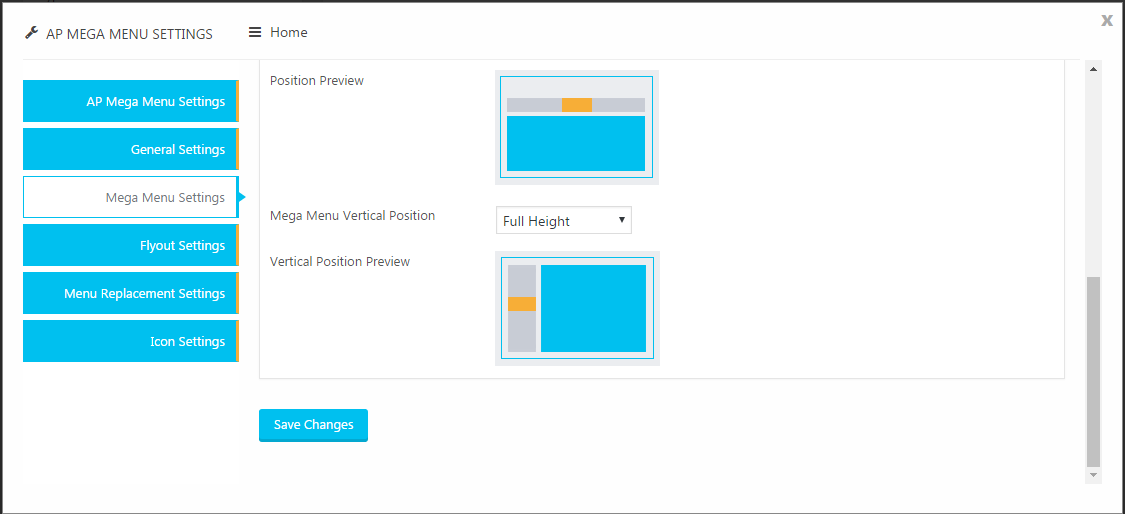 AP MEGA MENU SETTINGS
Home
X
AP Mega Menu Settings
General Settings
Mega Menu Settings
Flyout Settings
Menu Replacement Settings
Icon Settings
Position Preview
Mega Menu Vertical Position
Full Height
Vertical Position Preview
Save Changes